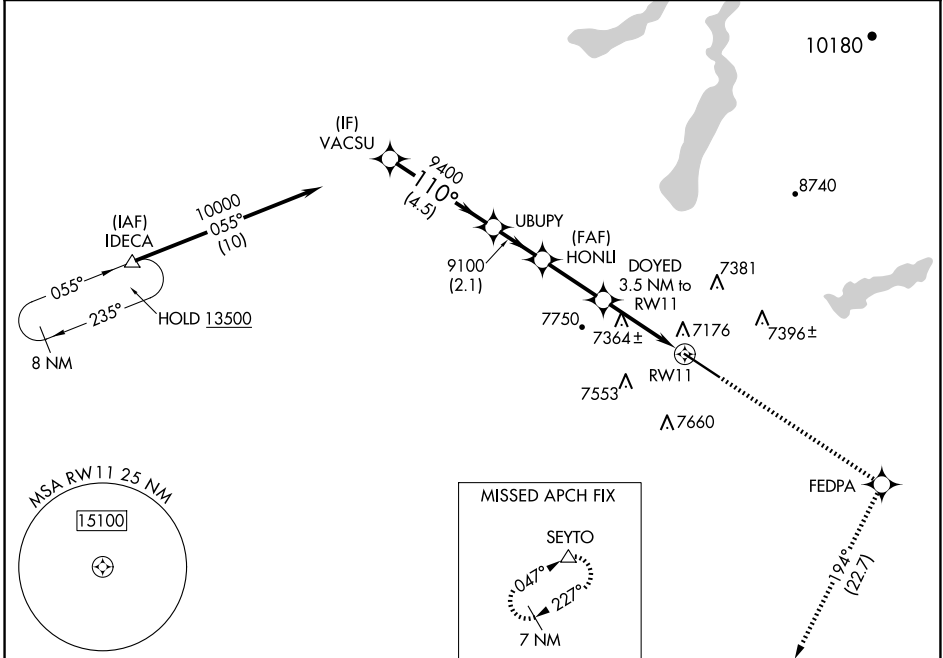 10180
(IF)
VACSU
9400
110°
(4.5)
8740
(IAF)
IDECA
10000
055°
(10)
UBUPY
(FAF)
HONLI
9100
(2.1)
DOYED
3.5 NM to
RW11
7381
055°
235°
HOLD 13500
8 NM
7750
7364±
7176
7396±
RW11
7553
7660
MSA RW11 25 NM
15100
MISSED APCH FIX
SEYTO
047°
227°
7 NM
FEDPA
194°
(22.7)